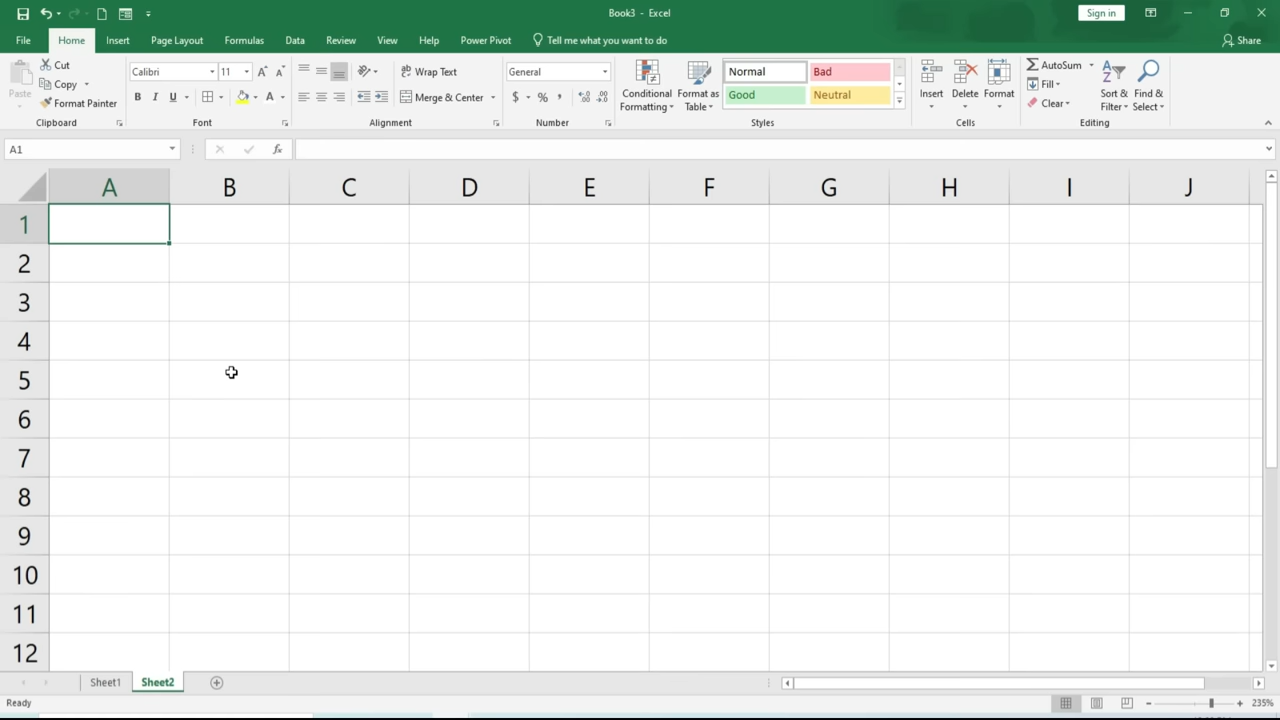 Book3 - Excel
Sign in
File Home Insert Page Layout Formulas Data Review View Help Power Pivot Tell me what you want to do Share
Paste
Cut
Copy
Format Painter
Clipboard
Calibri 11
B I U
Font
Wrap Text
Merge & Center
Alignment
General
$ % ,
Number
Conditional Formatting
Format as Table
Normal Bad
Good Neutral
Styles
Insert Delete Format
Cells
AutoSum
Fill
Clear
Sort & Filter
Find & Select
Editing
A1 fx
A B C D E F G H I J
1
2
3
4
5
6
7
8
9
10
11
12
Sheet1 Sheet2
Ready 235%